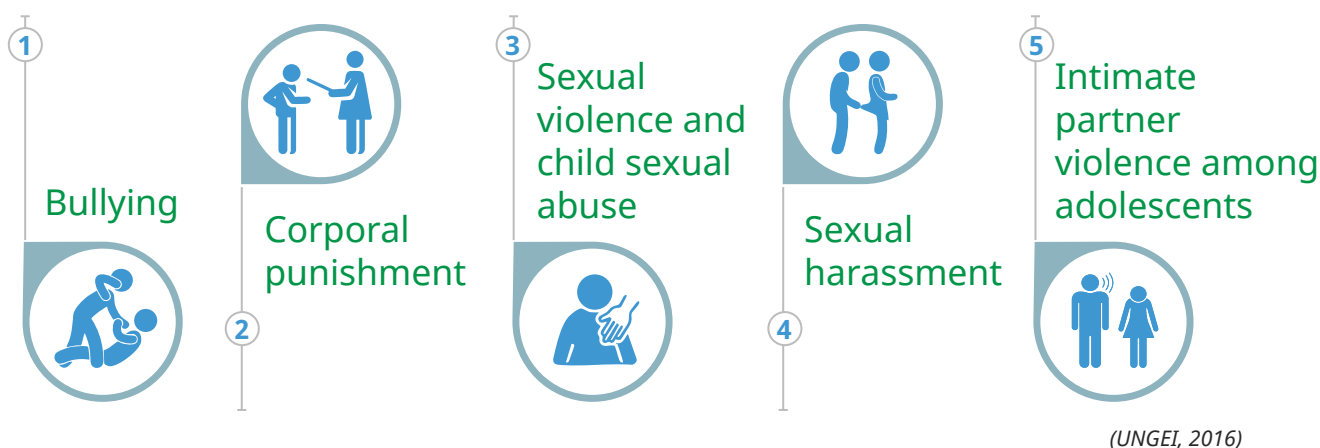 1
Bullying
2
Corporal
punishment
3
Sexual
violence and
child sexual
abuse
4
Sexual
harassment
5
Intimate
partner
violence among
adolescents
(UNGEI, 2016)